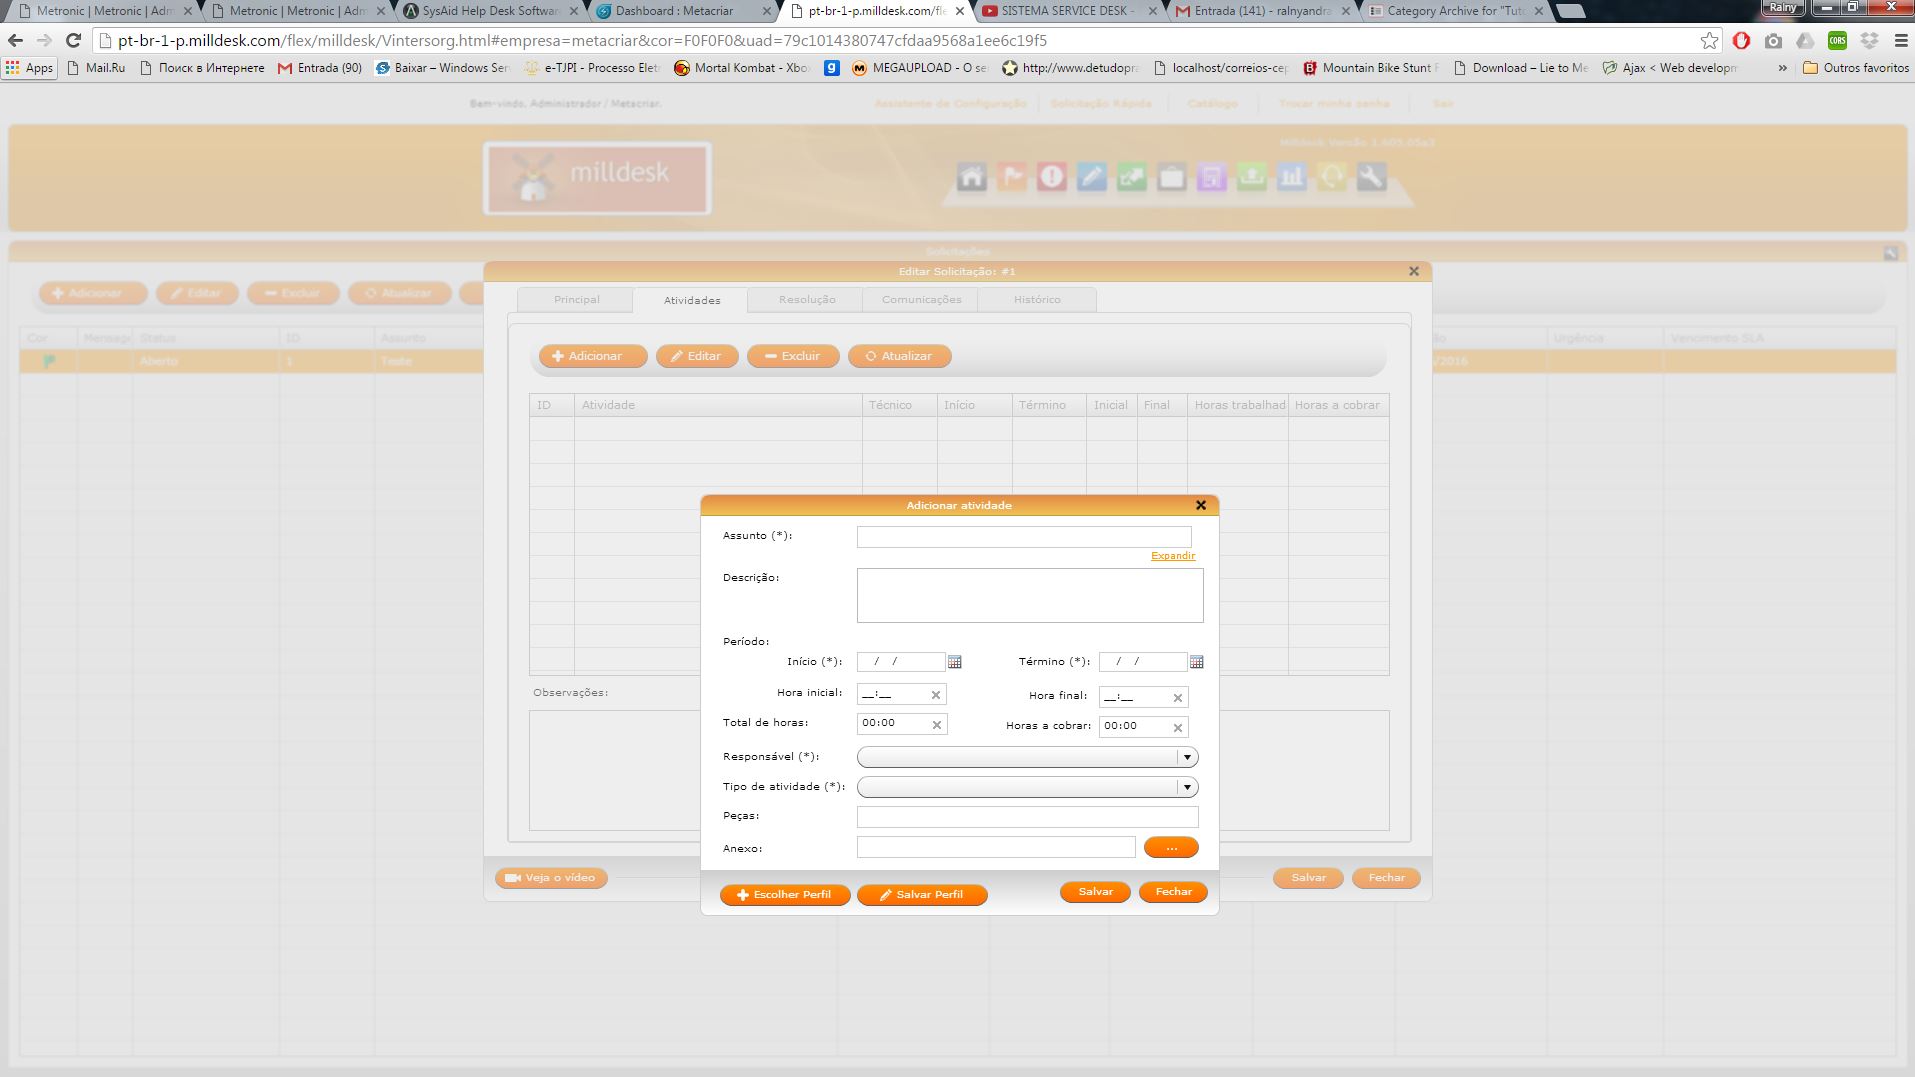 Metronic | Metronic | Adm
Metronic | Metronic | Adm
SysAid Help Desk Software
Dashboard : Metacriar
pt-br-1-p.milldesk.com/fle
SISTEMA SERVICE DESK -
Entrada (141) - ralnyandra
Category Archive for "Tuto
Ralny
pt-br-1-p.milldesk.com/flex/milldesk/Vintersorg.html#empresa=metacriar&cor=F0F0F0&uad=79c1014380747cfdaa9568a1ee6c19f5
Apps
Mail.Ru
Поиск в Интернете
Entrada (90)
Baixar – Windows Ser
e-TJPI - Processo Elet
Mortal Kombat - Xbo
MEGAUPLOAD - O se
http://www.detudopra
localhost/correios-cep
Mountain Bike Stunt
Download – Lie to Me
Ajax < Web developm
»
Outros favoritos
Bem-vindo, Administrador / Metacriar.
Assistente de Configuração
Solicitação Rápida
Catálogo
Trocar minha senha
Sair
milldesk
Milldesk Versão 1.605.05a3
Solicitações
Adicionar
Editar
Excluir
Atualizar
Cor
Mensage
Status
ID
Assunto
Urgência
Vencimento SLA
Aberto
1
Teste
/2016
Editar Solicitação: #1
Principal
Atividades
Resolução
Comunicações
Histórico
Adicionar
Editar
Excluir
Atualizar
ID
Atividade
Técnico
Início
Término
Inicial
Final
Horas trabalhad
Horas a cobrar
Observações:
Veja o vídeo
Salvar
Fechar
Adicionar atividade
Assunto (*):
Expandir
Descrição:
Período:
Início (*): / /
Término (*): / /
Hora inicial: __:__
Hora final: __:__
Total de horas: 00:00
Horas a cobrar: 00:00
Responsável (*):
Tipo de atividade (*):
Peças:
Anexo:
...
Escolher Perfil
Salvar Perfil
Salvar
Fechar